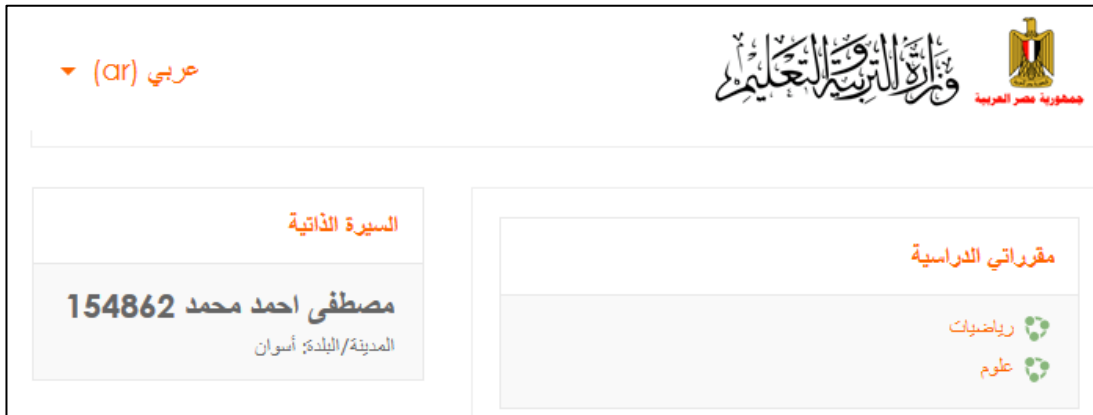 وزارة التربية والتعليم
جمهورية مصر العربية
عربي (ar)
مقرراتي الدراسية
رياضيات
علوم
السيرة الذاتية
مصطفى احمد محمد 154862
المدينة/البلدة: أسوان